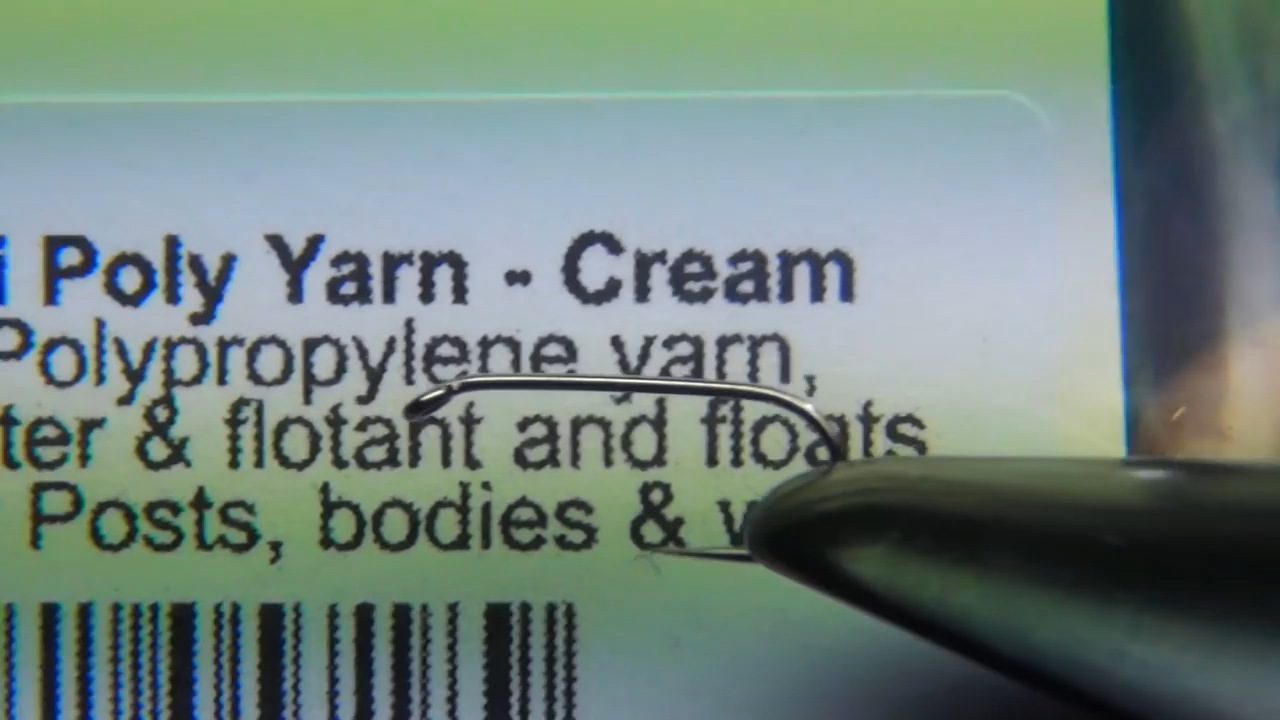 i Poly Yarn - Cream
Polypropylene yarn,
ter & flotant and floats
Posts, bodies &